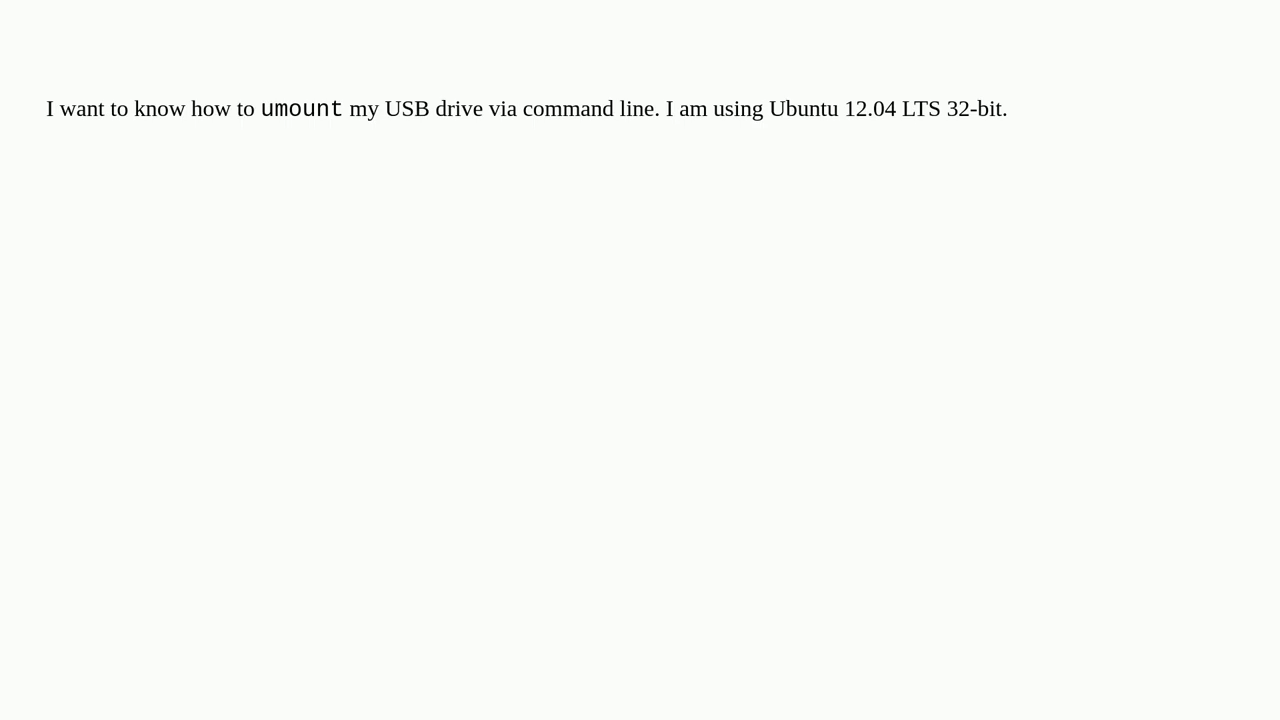 I want to know how to umount my USB drive via command line. I am using Ubuntu 12.04 LTS 32-bit.